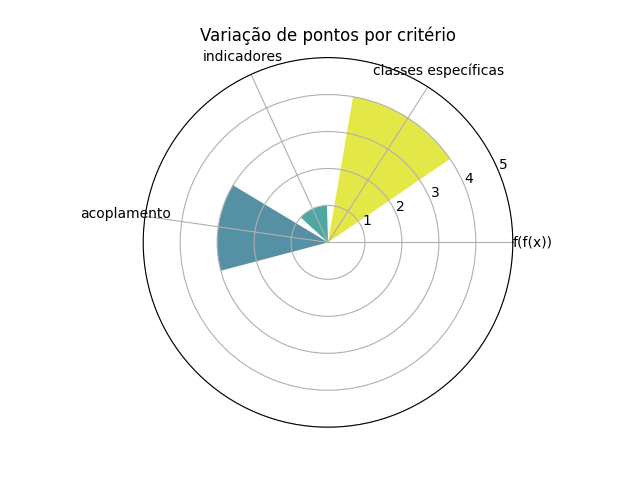 Variação de pontos por critério
indicadores
classes específicas
5
4
3
2
1
acoplamento
f(f(x))